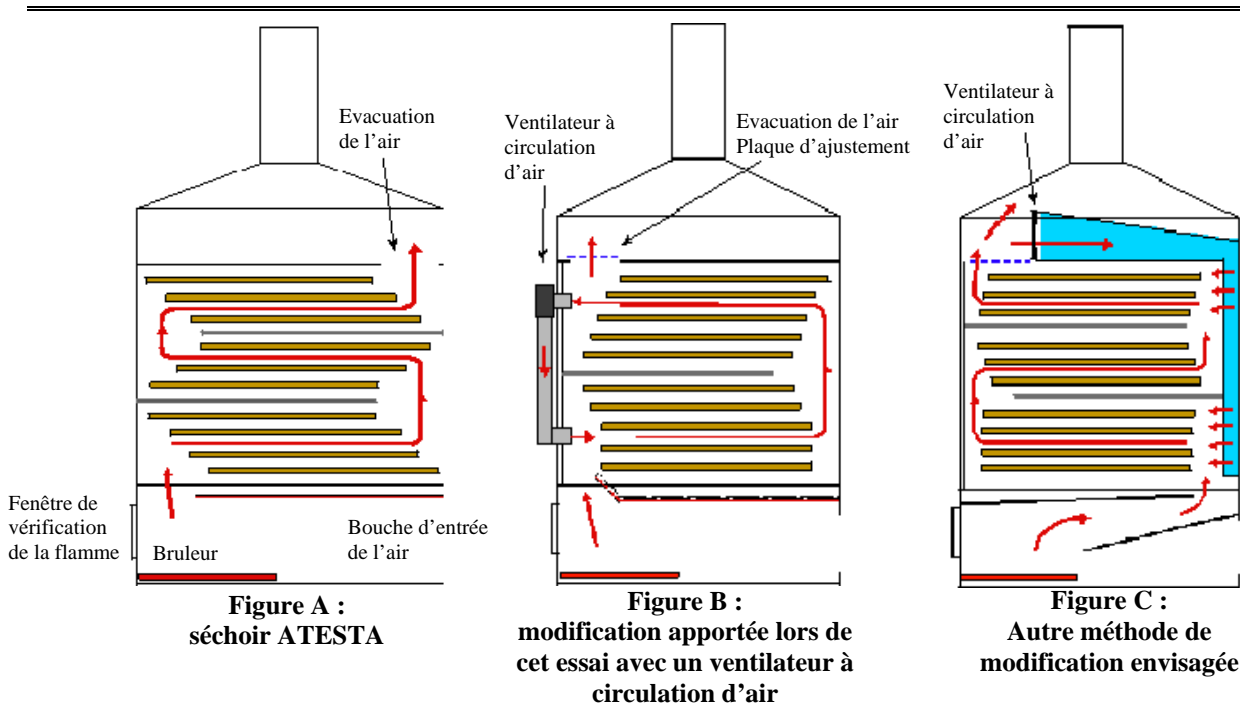 Evacuation
de l'air
Fenêtre de
vérification
de la flamme
Bruleur
Bouche d'entrée
de l'air
Figure A :
séchoir ATESTA
Ventilateur à
circulation
d'air
Evacuation de l'air
Plaque d'ajustement
Figure B :
modification apportée lors de
cet essai avec un ventilateur à
circulation d'air
Ventilateur à
circulation
d'air
Figure C :
Autre méthode de
modification envisagée